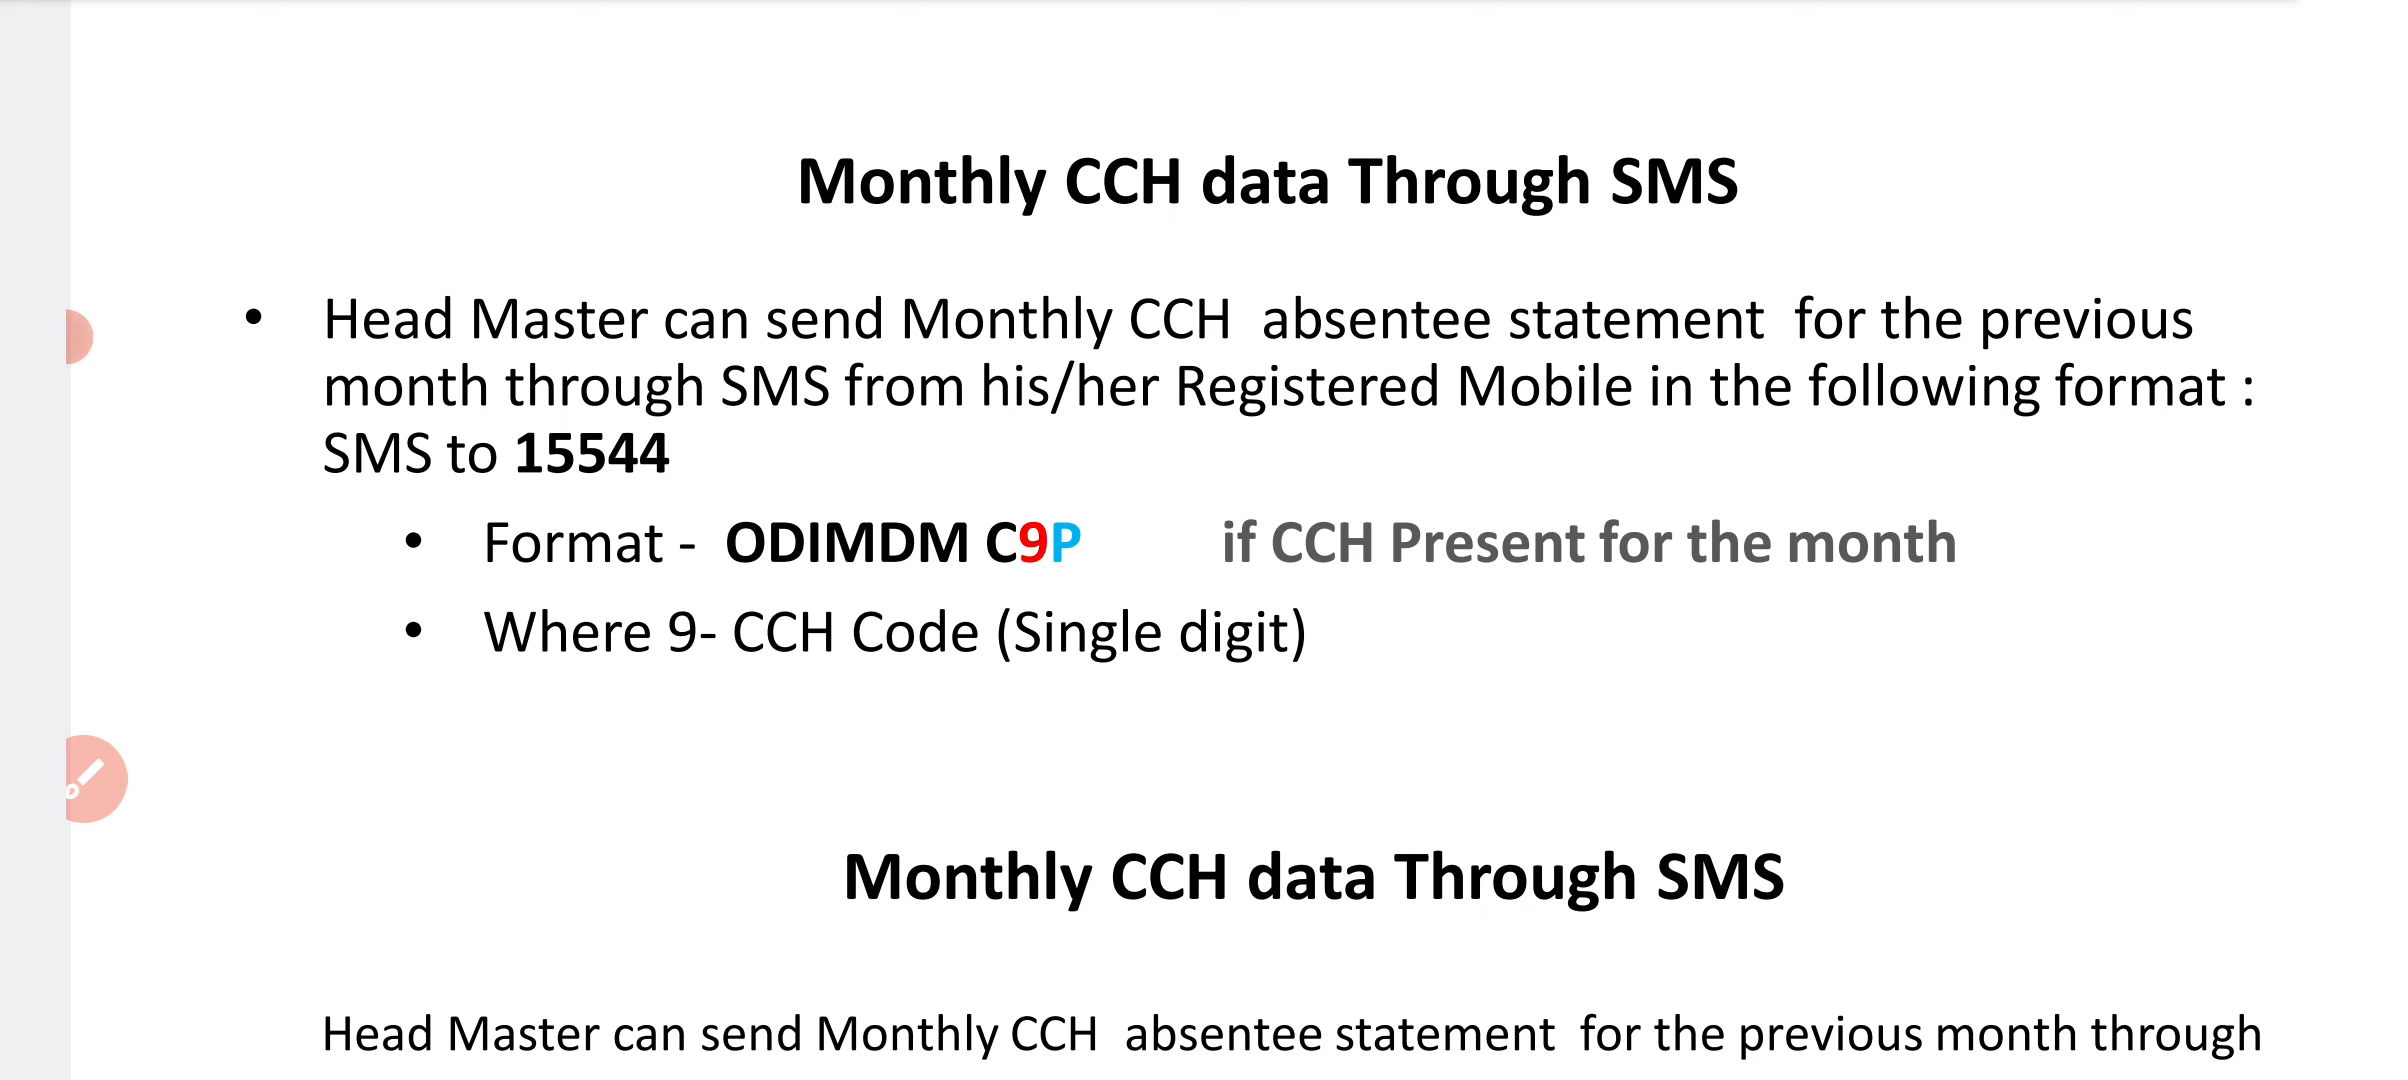 Monthly CCH data Through SMS
• Head Master can send Monthly CCH absentee statement for the previous
month through SMS from his/her Registered Mobile in the following format :
SMS to 15544
• Format - ODIMDM C9P if CCH Present for the month
• Where 9- CCH Code (Single digit)
Monthly CCH data Through SMS
Head Master can send Monthly CCH absentee statement for the previous month through